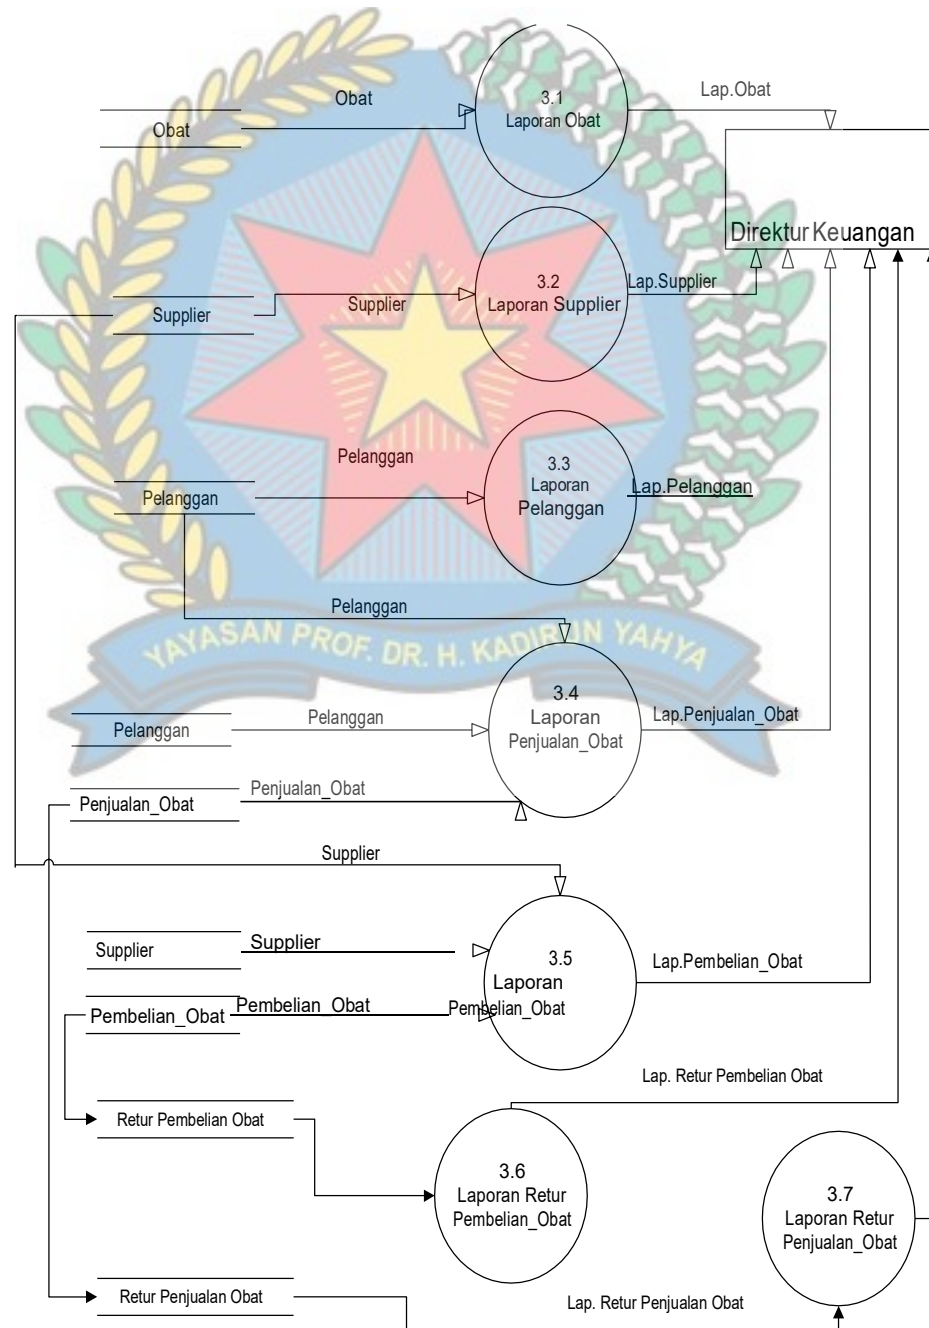 Obat
3.1
Laporan Obat
Lap.Obat
Obat
Direktur Keuangan
3.2
Laporan Supplier
Lap.Supplier
Supplier
Supplier
Pelanggan
3.3
Laporan
Pelanggan
Lap.Pelanggan
Pelanggan
Pelanggan
YAYASAN PROF. DR. H. KADIRUN YAHYA
3.4
Laporan
Penjualan_Obat
Lap.Penjualan_Obat
Pelanggan
Pelanggan
Penjualan_Obat
Penjualan_Obat
Supplier
Supplier
Supplier
3.5
Laporan
Pembelian_Obat
Lap.Pembelian_Obat
Pembelian_Obat
Pembelian_Obat
Lap. Retur Pembelian Obat
Retur Pembelian Obat
3.6
Laporan Retur
Pembelian_Obat
3.7
Laporan Retur
Penjualan_Obat
Retur Penjualan Obat
Lap. Retur Penjualan Obat